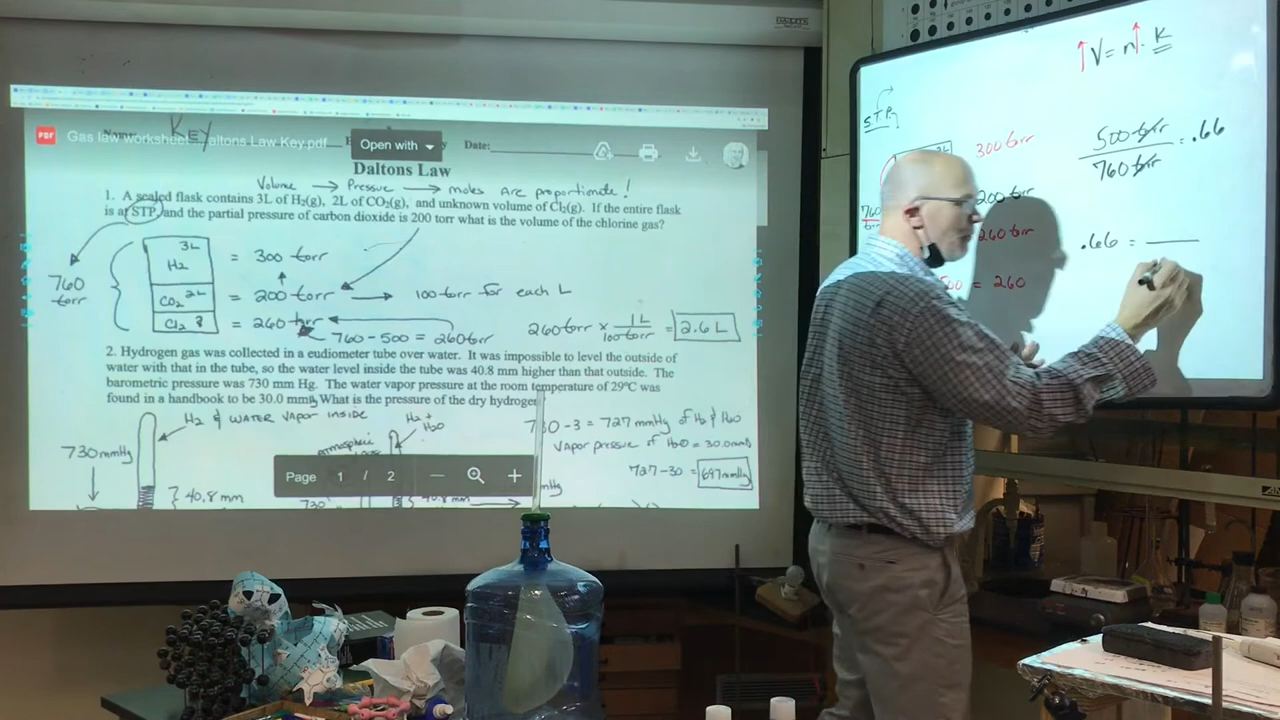 Name KEY
Gas law worksheet Daltons Law Key.pdf
Open with
Date:
Daltons Law
Volume → Pressure → moles Are proportionate!
1. A sealed flask contains 3L of H2(g), 2L of CO2(g), and unknown volume of Cl2(g). If the entire flask
is at STP, and the partial pressure of carbon dioxide is 200 torr what is the volume of the chlorine gas?
760 torr
3L H2 = 300 torr
CO2 2L = 200 torr → 100 torr for each L
Cl2 ? = 260 torr
760 - 500 = 260 torr
260 torr x 1L / 100 torr = 2.6 L
2. Hydrogen gas was collected in a eudiometer tube over water. It was impossible to level the outside of
water with that in the tube, so the water level inside the tube was 40.8 mm higher than that outside. The
barometric pressure was 730 mm Hg. The water vapor pressure at the room temperature of 29°C was
found in a handbook to be 30.0 mm. What is the pressure of the dry hydrogen
H2 & WATER VAPOR INSIDE
H2 + H2O
730 mmHg
40.8 mm
Atmospheric
- 3 = 727 mmHg of H2 & H2O
Vapor pressure of H2O = 30.0 mm
727 - 30 = 697 mmHg
Page 1 / 2
↑V = n↑ · k
STP
300 torr
200 torr
260 torr
= 260
760 torr
500 torr / 760 torr = .66
.66 =